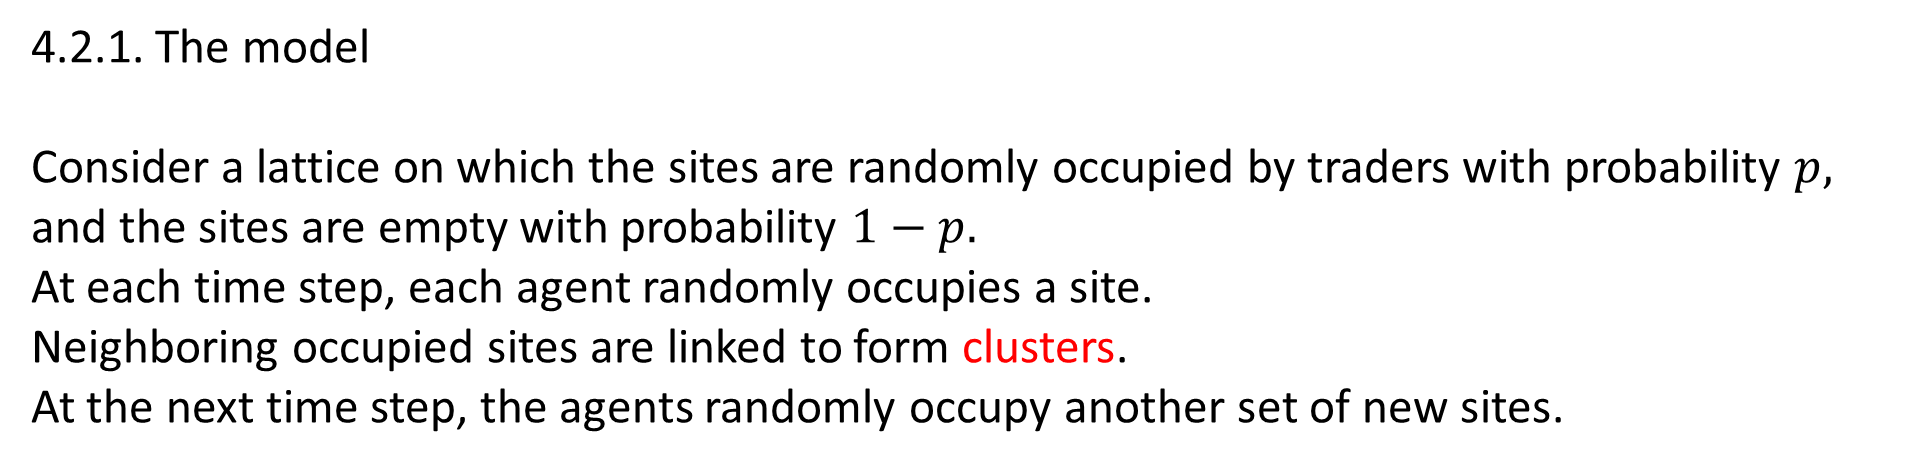 4.2.1. The model
Consider a lattice on which the sites are randomly occupied by traders with probability p,
and the sites are empty with probability 1 − p.
At each time step, each agent randomly occupies a site.
Neighboring occupied sites are linked to form clusters.
At the next time step, the agents randomly occupy another set of new sites.